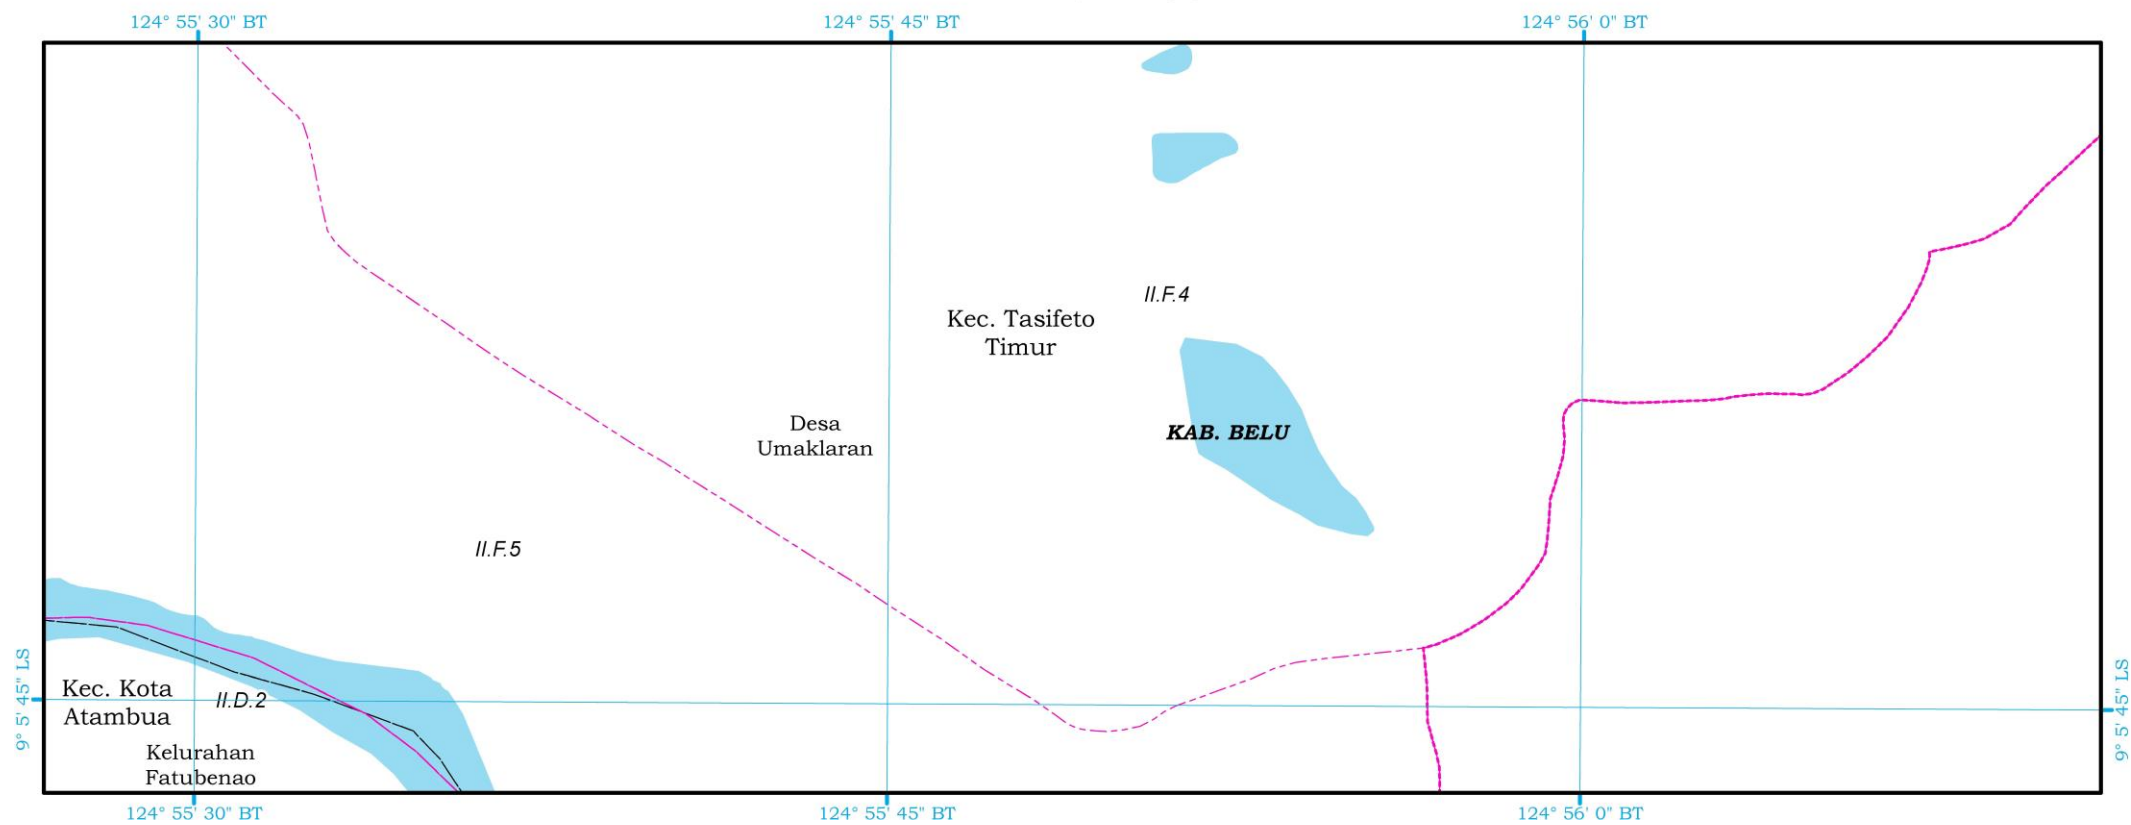 124° 55' 30" BT
124° 55' 45" BT
124° 56' 0" BT
II.F.4
Kec. Tasifeto
Timur
Desa
Umaklaran
KAB. BELU
II.F.5
9° 5' 45" LS
9° 5' 45" LS
Kec. Kota
Atambua
II.D.2
Kelurahan
Fatubenao
124° 55' 30" BT
124° 55' 45" BT
124° 56' 0" BT